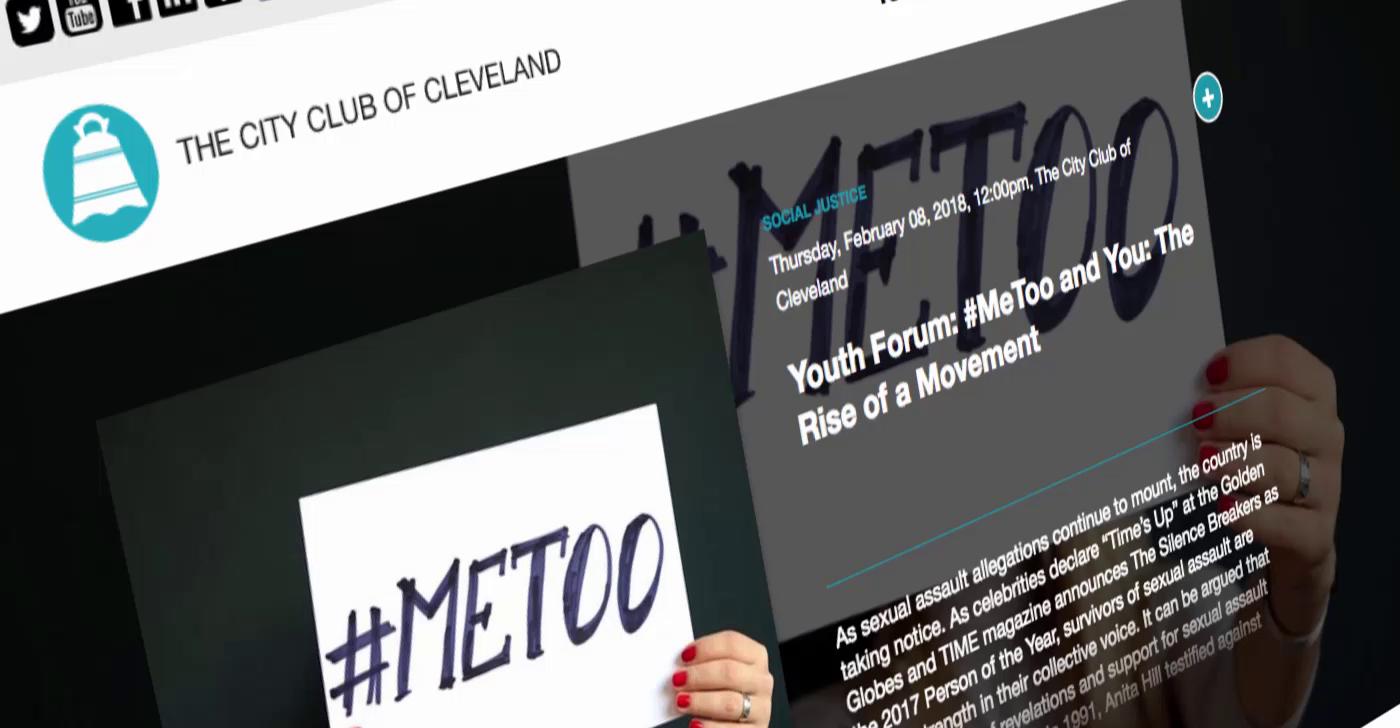 You
Tube
THE CITY CLUB OF CLEVELAND
#METOO
SOCIAL JUSTICE
Thursday, February 08, 2018, 12:00pm, The City Club of
Cleveland
Youth Forum: #MeToo and You: The
Rise of a Movement
As sexual assault allegations continue to mount, the country is
taking notice. As celebrities declare “Time's Up” at the Golden
Globes and TIME magazine announces The Silence Breakers as
the 2017 Person of the Year, survivors of sexual assault are
in their collective voice. It can be argued that
revelations and support for sexual assault
1991, Anita Hill testified against
#METOO